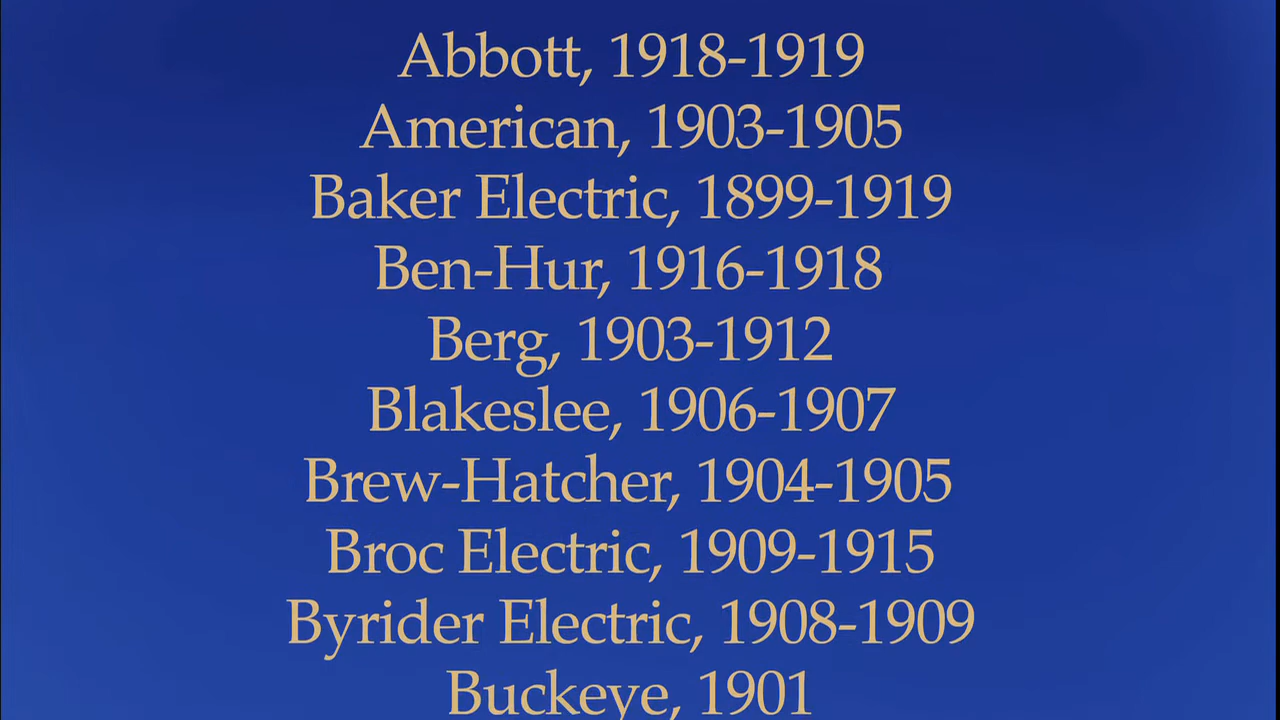 Abbott, 1918-1919
American, 1903-1905
Baker Electric, 1899-1919
Ben-Hur, 1916-1918
Berg, 1903-1912
Blakeslee, 1906-1907
Brew-Hatcher, 1904-1905
Broc Electric, 1909-1915
Byrider Electric, 1908-1909
Buckeye, 1901